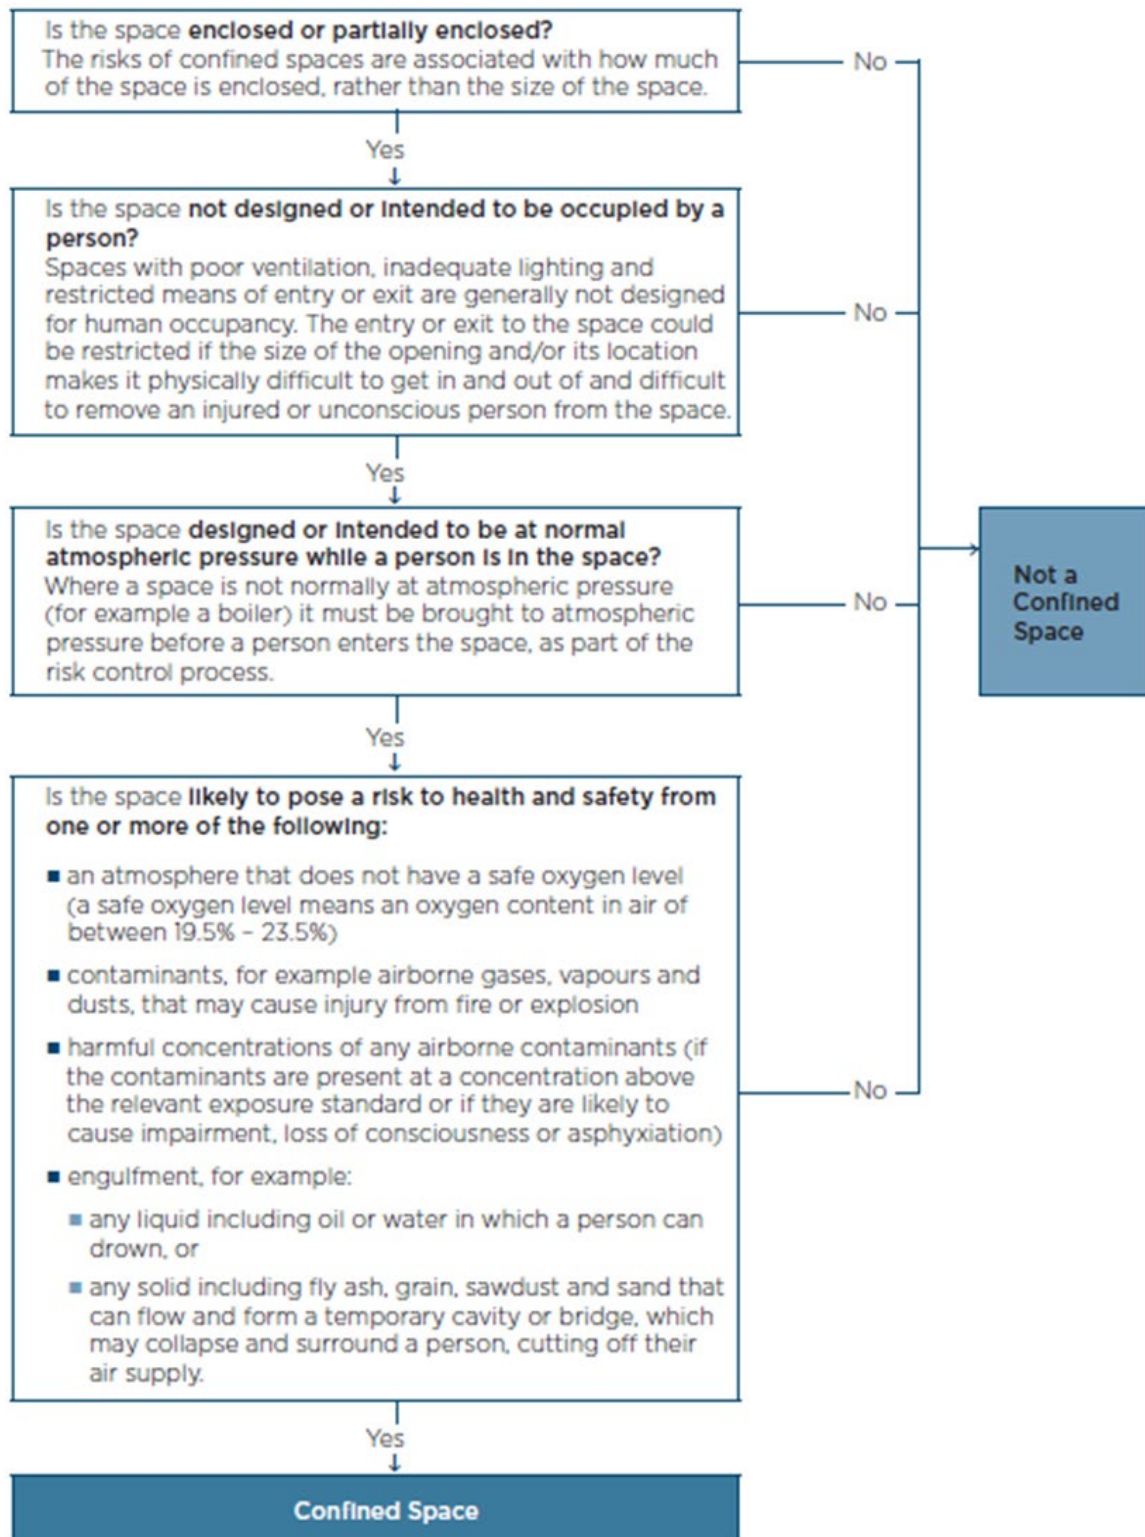 Is the space enclosed or partially enclosed?
The risks of confined spaces are associated with how much
of the space is enclosed, rather than the size of the space.
No
Yes
Is the space not designed or intended to be occupied by a
person?
Spaces with poor ventilation, inadequate lighting and
restricted means of entry or exit are generally not designed
for human occupancy. The entry or exit to the space could
be restricted if the size of the opening and/or its location
makes it physically difficult to get in and out of and difficult
to remove an injured or unconscious person from the space.
No
Yes
Is the space designed or intended to be at normal
atmospheric pressure while a person is in the space?
Where a space is not normally at atmospheric pressure
(for example a boiler) it must be brought to atmospheric
pressure before a person enters the space, as part of the
risk control process.
No
Not a
Confined
Space
Yes
Is the space likely to pose a risk to health and safety from
one or more of the following:
an atmosphere that does not have a safe oxygen level
(a safe oxygen level means an oxygen content in air of
between 19.5% – 23.5%)
contaminants, for example airborne gases, vapours and
dusts, that may cause injury from fire or explosion
harmful concentrations of any airborne contaminants (if
the contaminants are present at a concentration above
the relevant exposure standard or if they are likely to
cause impairment, loss of consciousness or asphyxiation)
No
engulfment, for example:
any liquid including oil or water in which a person can
drown, or
any solid including fly ash, grain, sawdust and sand that
can flow and form a temporary cavity or bridge, which
may collapse and surround a person, cutting off their
air supply.
Yes
Confined Space